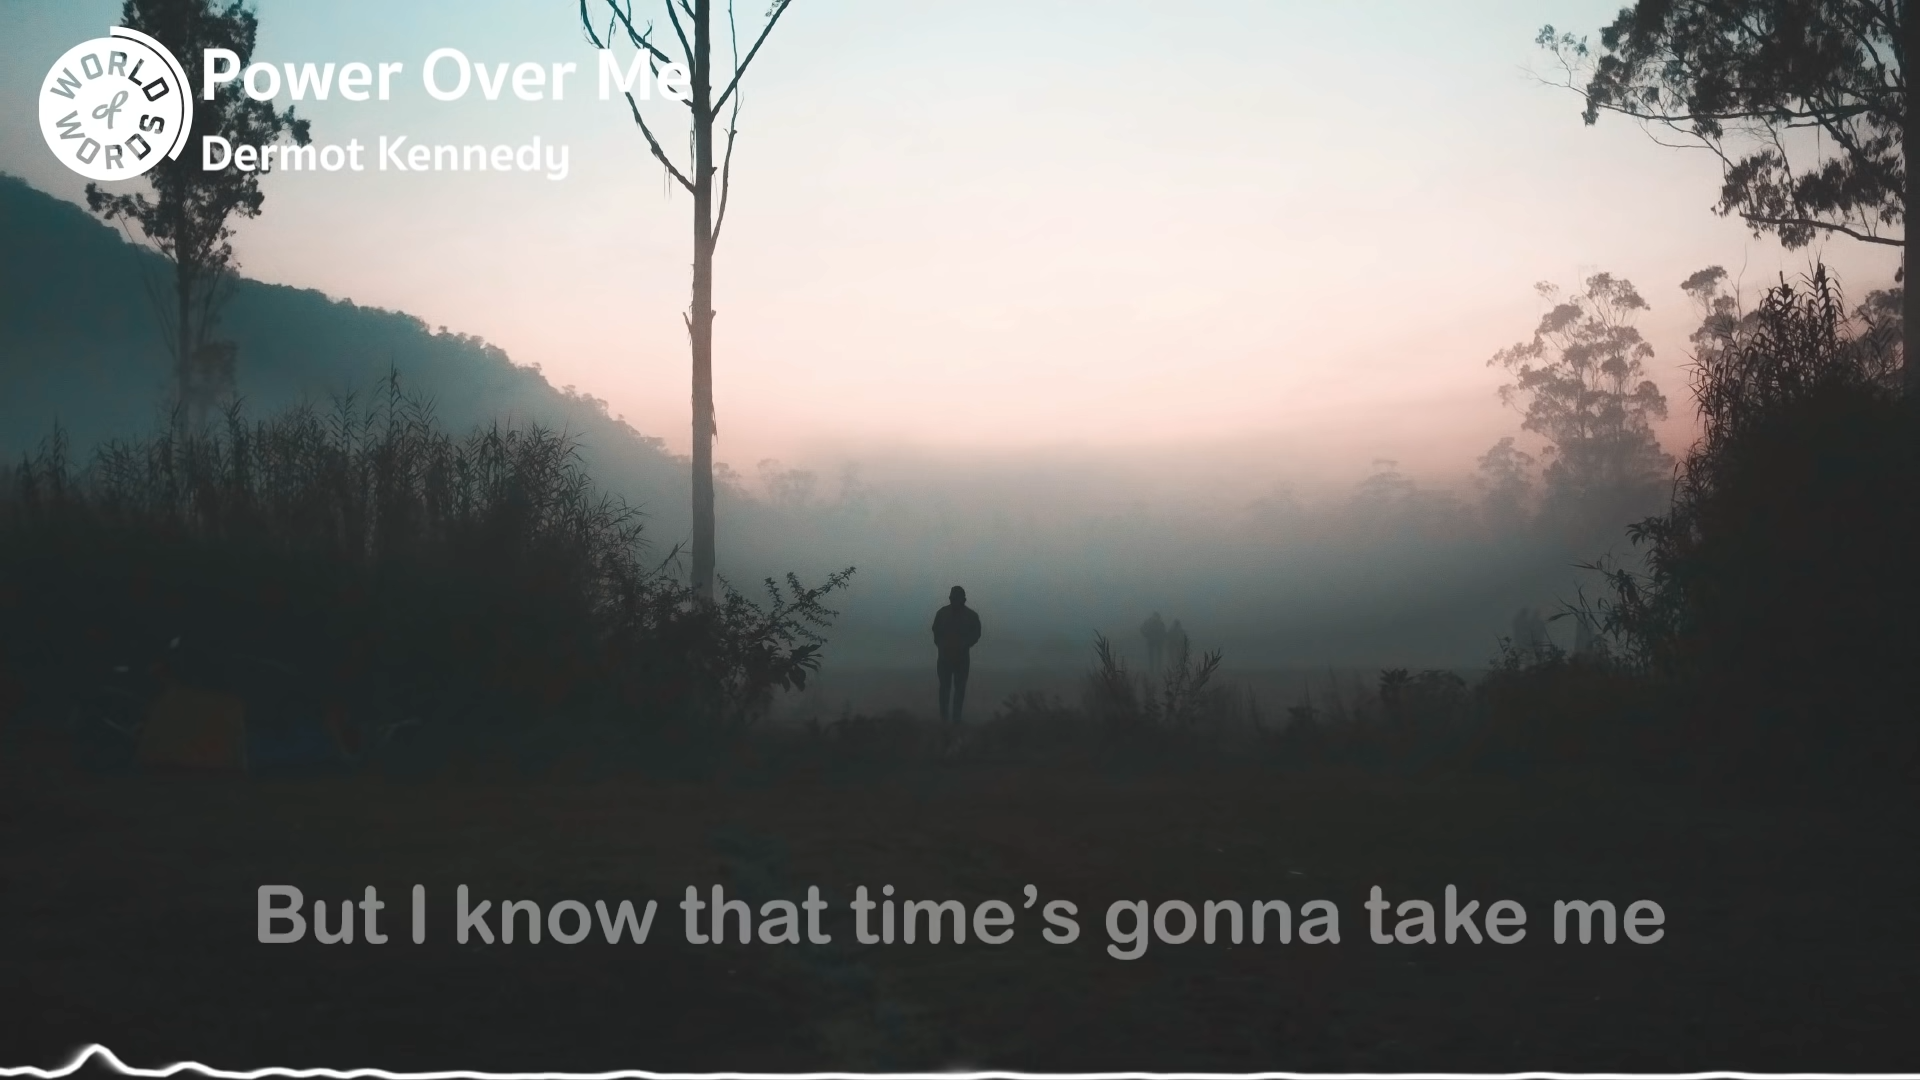 WORLD
of
WORDS
Power Over Me
Dermot Kennedy
But I know that time’s gonna take me